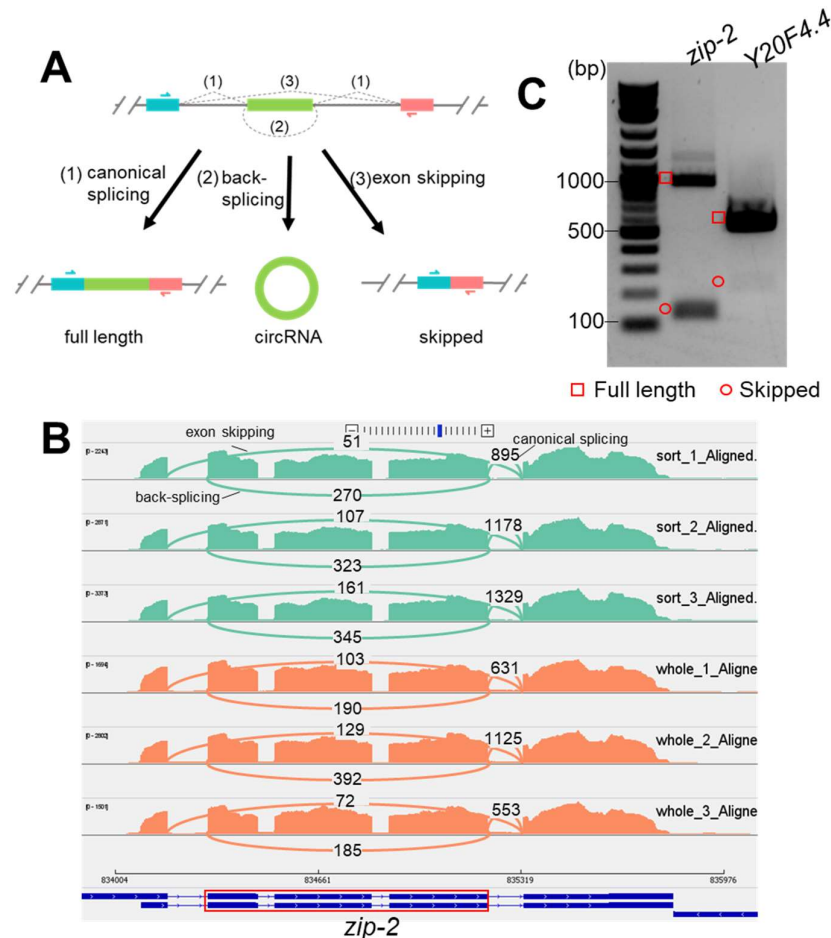 A
(1)
(3)
(1)
(2)
(1) canonical
splicing
(2) back-
splicing
(3)exon skipping
full length
circRNA
skipped
C
zip-2
Y20F4.4
(bp)
1000
500
100
Full length
Skipped
B
exon skipping
51
895
canonical splicing
sort_1_Aligned.
back-splicing
270
107
1178
sort_2_Aligned.
323
161
1329
sort_3_Aligned.
345
103
631
whole_1_Aligne
190
129
1125
whole_2_Aligne
392
72
553
whole_3_Aligne
185
834004
834661
835319
835976
zip-2